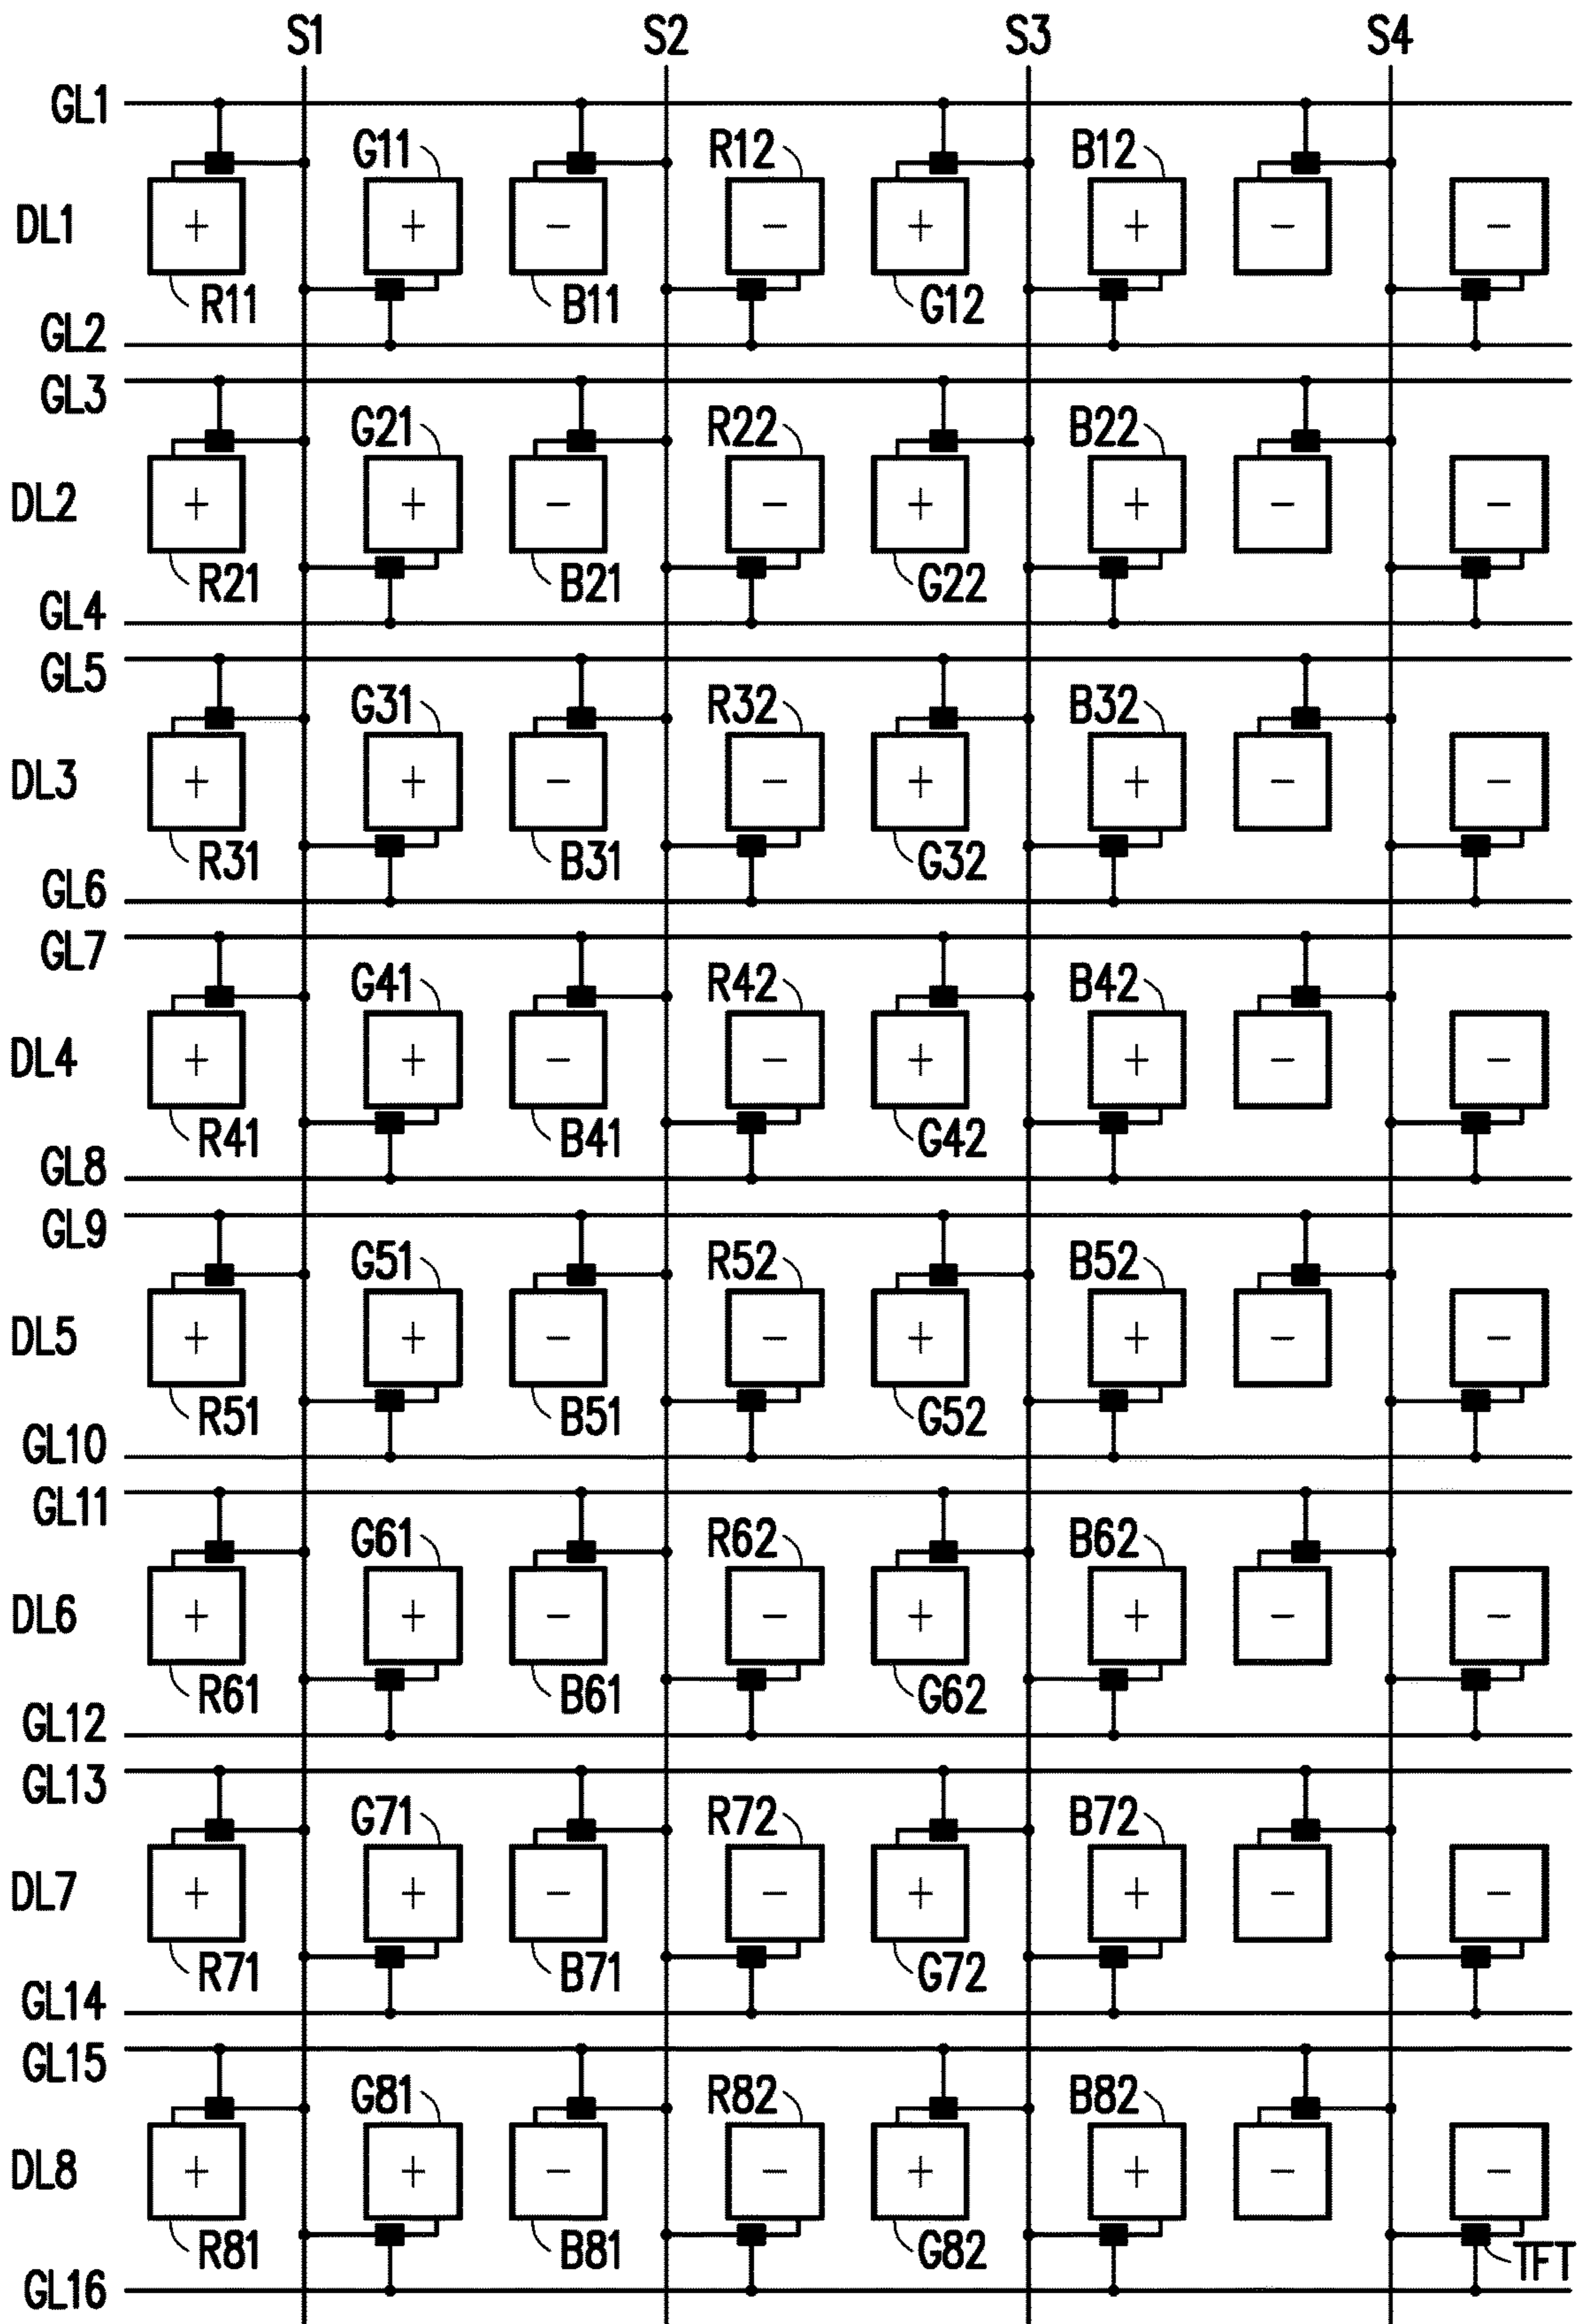 S1 S2 S3 S4
GL1
G11 R12 B12
DL1 + + − − + + − −
R11 B11 G12
GL2
GL3
G21 R22 B22
DL2 + + − − + + − −
R21 B21 G22
GL4
GL5
G31 R32 B32
DL3 + + − − + + − −
R31 B31 G32
GL6
GL7
G41 R42 B42
DL4 + + − − + + − −
R41 B41 G42
GL8
GL9
G51 R52 B52
DL5 + + − − + + − −
R51 B51 G52
GL10
GL11
G61 R62 B62
DL6 + + − − + + − −
R61 B61 G62
GL12
GL13
G71 R72 B72
DL7 + + − − + + − −
R71 B71 G72
GL14
GL15
G81 R82 B82
DL8 + + − − + + − −
R81 B81 G82 TFT
GL16